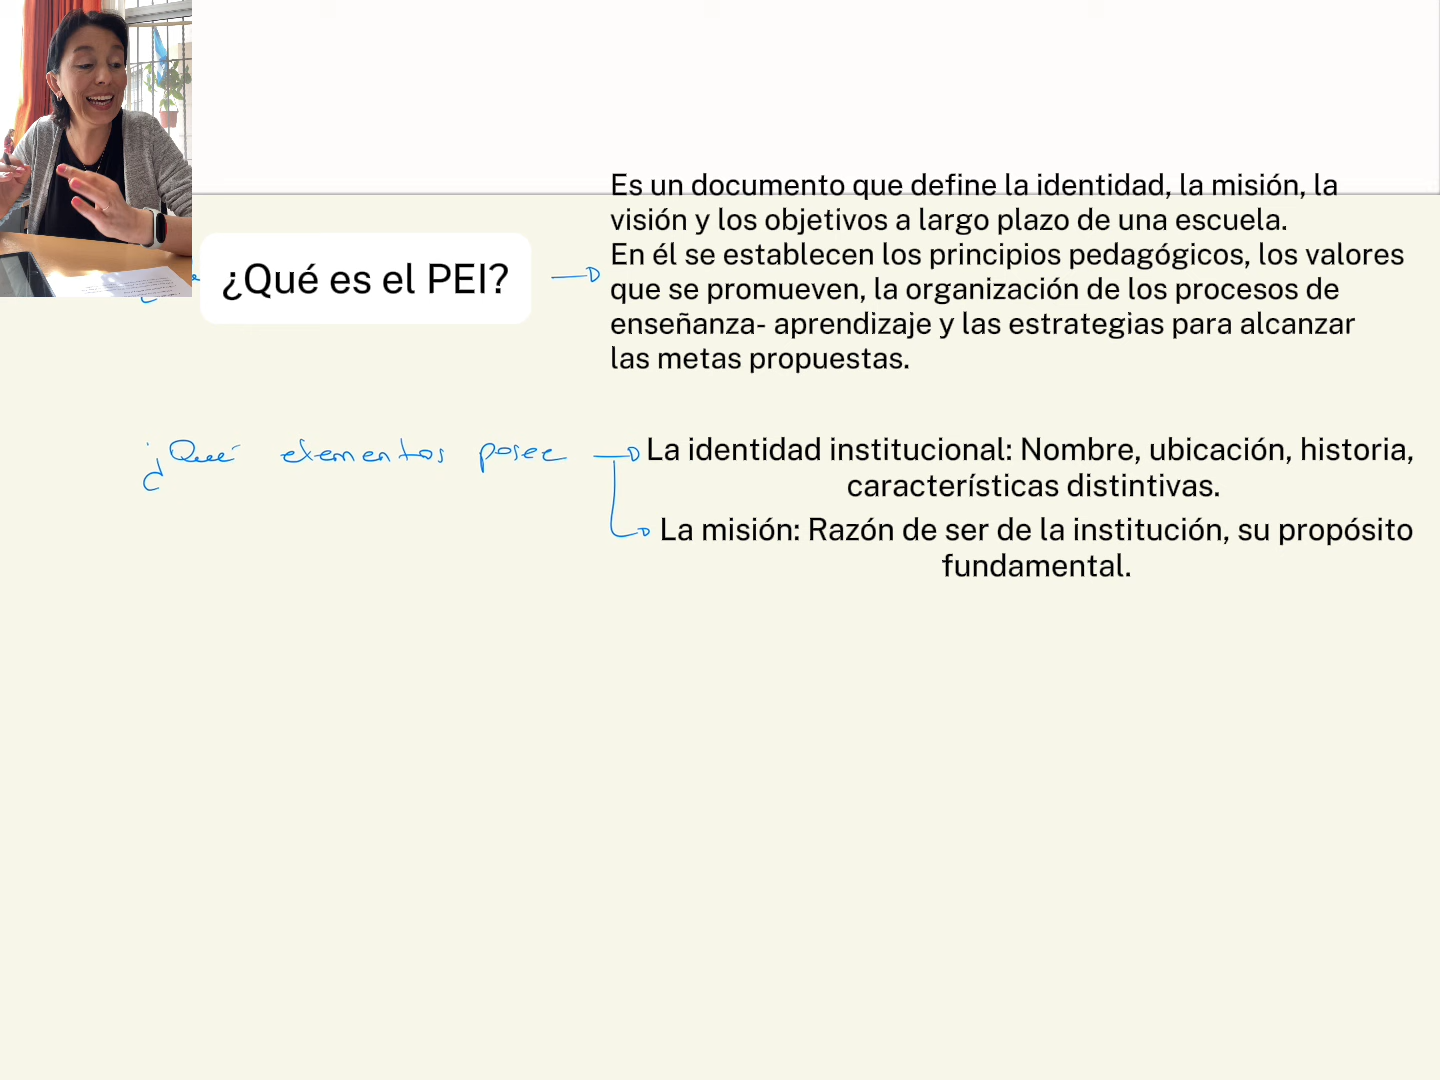 Es un documento que define la identidad, la misión, la
visión y los objetivos a largo plazo de una escuela.
¿Qué es el PEI?
En él se establecen los principios pedagógicos, los valores
que se promueven, la organización de los procesos de
enseñanza- aprendizaje y las estrategias para alcanzar
las metas propuestas.
¿Qué elementos posee
La identidad institucional: Nombre, ubicación, historia,
características distintivas.
La misión: Razón de ser de la institución, su propósito
fundamental.